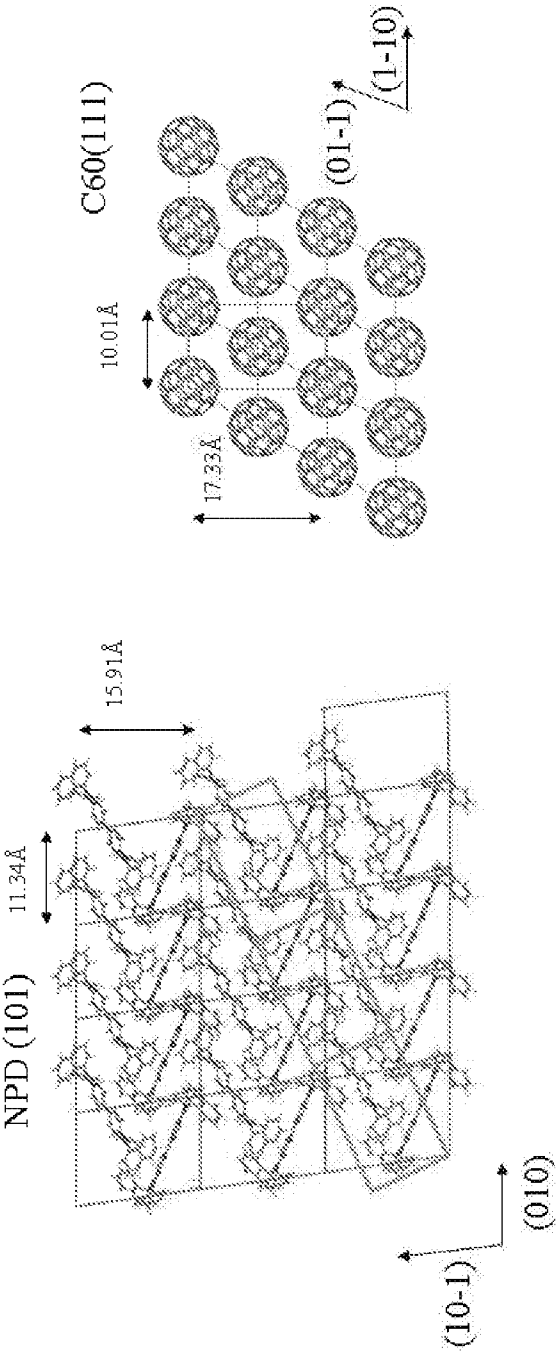 NPD (101)
11.34Å
15.91Å
(10-1)
(010)
C60(111)
10.01Å
17.33Å
(01-1)
(1-10)